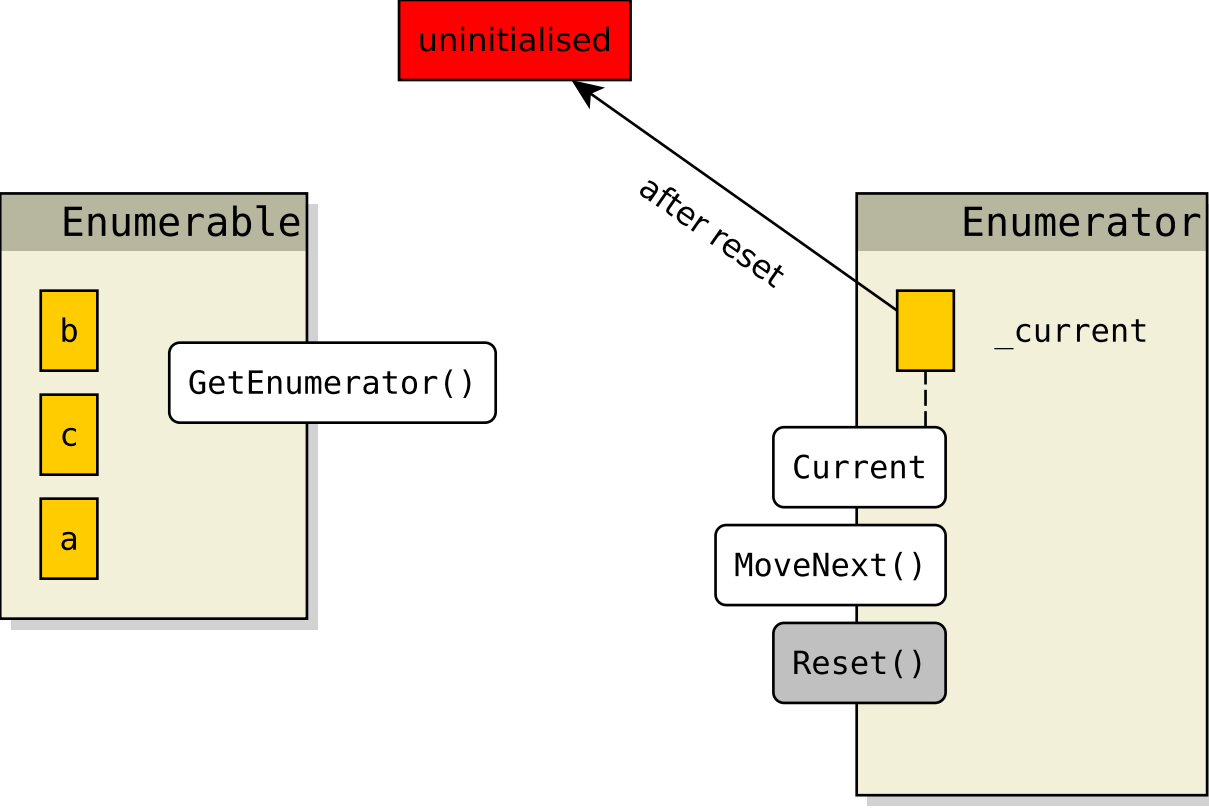 uninitialised
after reset
Enumerable
b
c
a
GetEnumerator()
Enumerator
_current
Current
MoveNext()
Reset()